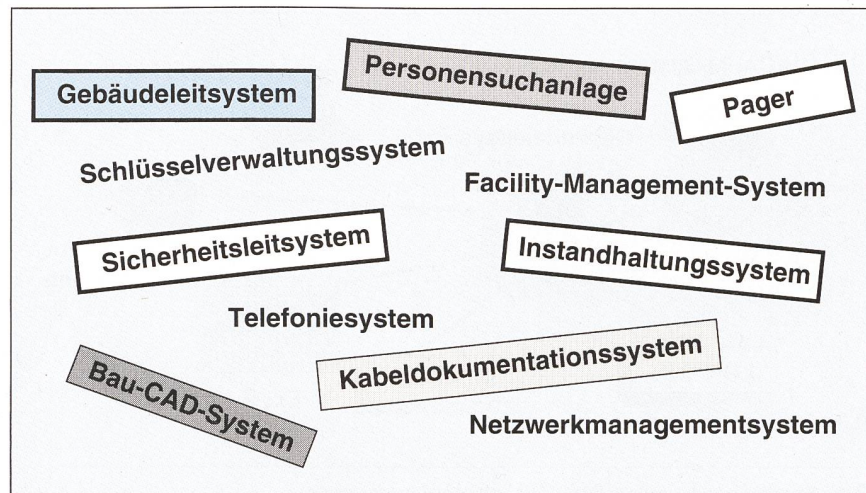 Gebäudeleitsystem
Personensuchanlage
Pager
Schlüsselverwaltungssystem
Facility-Management-System
Sicherheitsleitsystem
Instandhaltungssystem
Telefoniesystem
Kabeldokumentationssystem
Bau-CAD-System
Netzwerkmanagementsystem